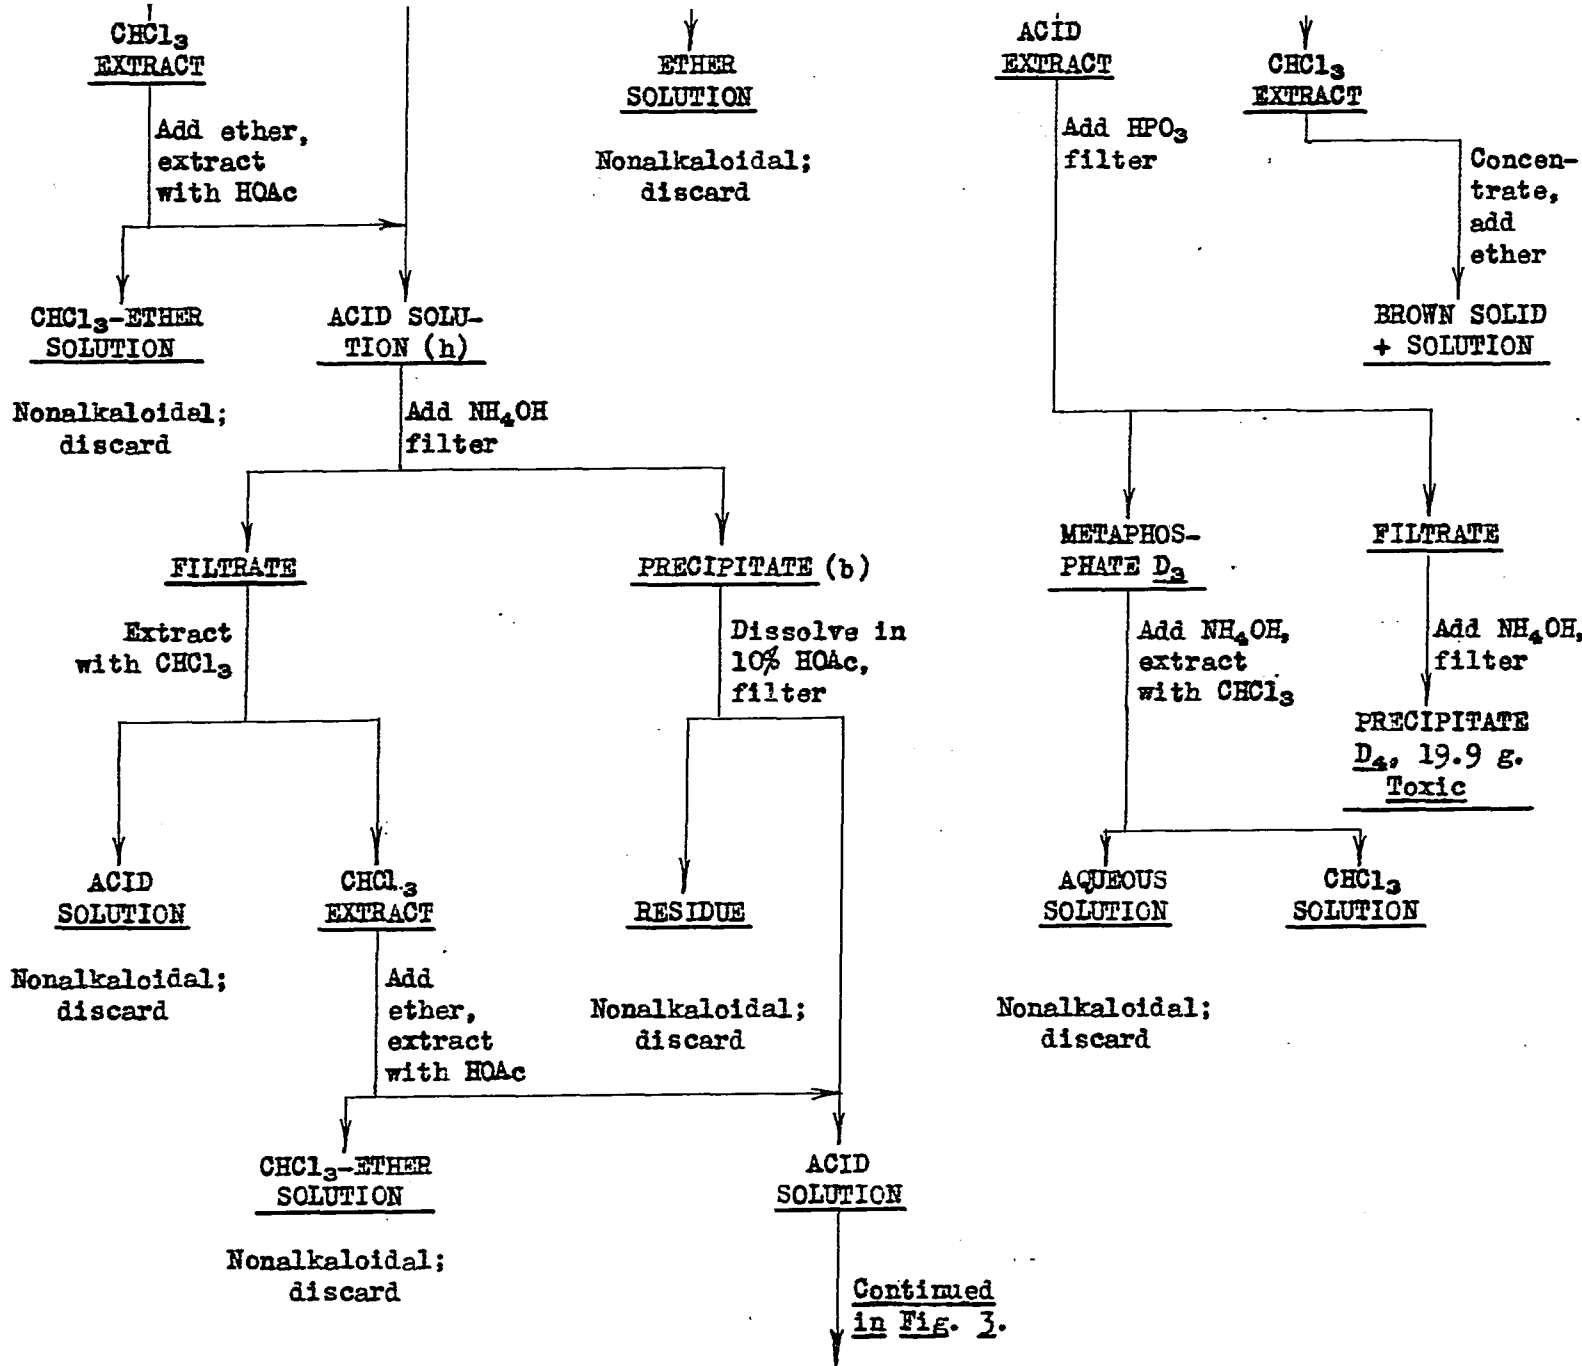 CHCl₃
EXTRACT
Add ether,
extract
with HOAc
CHCl₃-ETHER
SOLUTION
Nonalkaloidal;
discard
ACID SOLU-
TION (h)
Add NH₄OH
filter
ETHER
SOLUTION
Nonalkaloidal;
discard
FILTRATE
Extract
with CHCl₃
PRECIPITATE (b)
Dissolve in
10% HOAc,
filter
ACID
SOLUTION
Nonalkaloidal;
discard
CHCl₃
EXTRACT
Add
ether,
extract
with HOAc
RESIDUE
Nonalkaloidal;
discard
CHCl₃-ETHER
SOLUTION
Nonalkaloidal;
discard
ACID
SOLUTION
Continued
in Fig. 3.
ACID
EXTRACT
Add HPO₃
filter
CHCl₃
EXTRACT
Concen-
trate,
add
ether
BROWN SOLID
+ SOLUTION
METAPHOS-
PHATE D₃
Add NH₄OH,
extract
with CHCl₃
FILTRATE
Add NH₄OH,
filter
PRECIPITATE
D₄, 19.9 g.
Toxic
AQUEOUS
SOLUTION
Nonalkaloidal;
discard
CHCl₃
SOLUTION